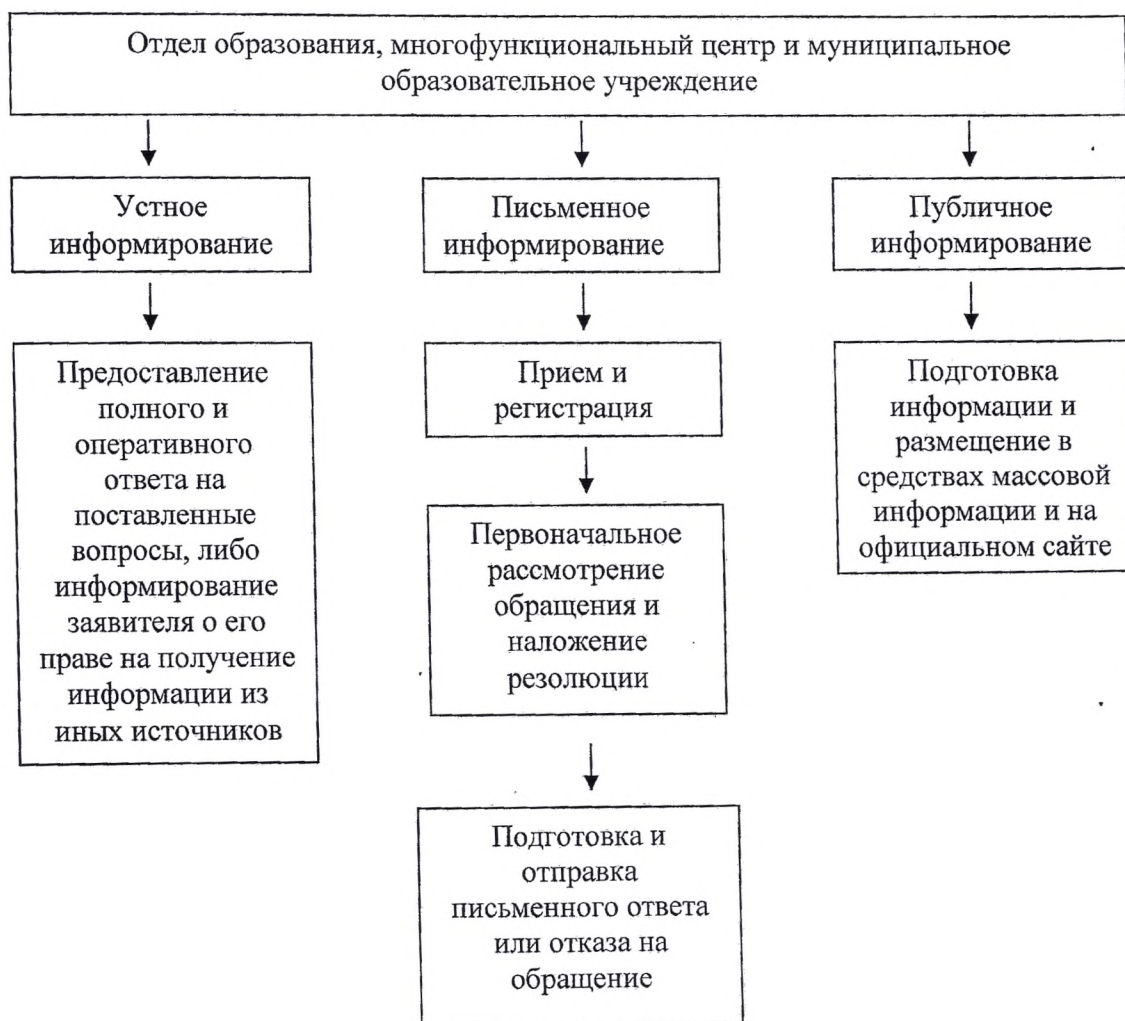 Отдел образования, многофункциональный центр и муниципальное
образовательное учреждение
Устное
информирование
Письменное
информирование
Публичное
информирование
Предоставление
полного и
оперативного
ответа на
поставленные
вопросы, либо
информирование
заявителя о его
праве на получение
информации из
иных источников
Прием и
регистрация
Первоначальное
рассмотрение
обращения и
наложение
резолюции
Подготовка и
отправка
письменного ответа
или отказа на
обращение
Подготовка
информации и
размещение в
средствах массовой
информации и на
официальном сайте